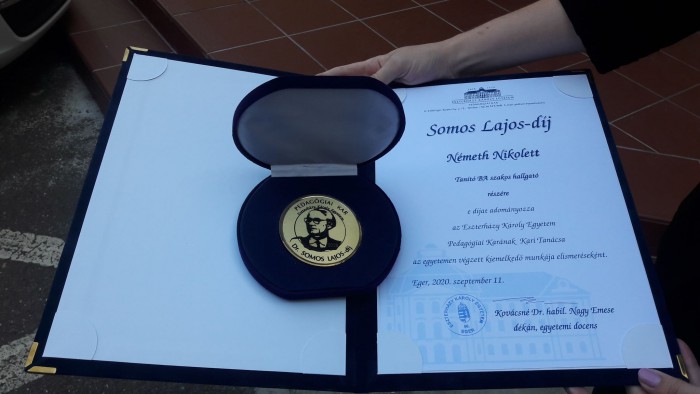 PEDAGÓGIAI KAR
Dr. SOMOS LAJOS-díj
Somos Lajos-díj
Németh Nikolett
Tanító BA szakos hallgató
részére
e díjat adományozza
az Eszterházy Károly Egyetem
Pedagógiai Karának Kari Tanácsa
az egyetemen végzett kiemelkedő munkája elismeréseként.
Eger, 2020. szeptember 11.
Kovácsné Dr. habil. Nagy Emese
dékán, egyetemi docens